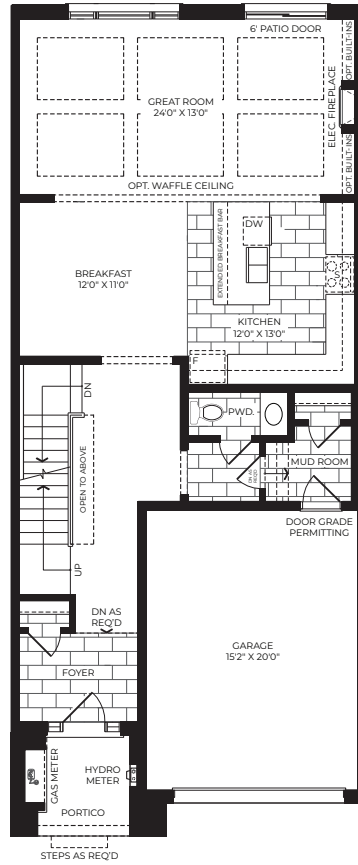 6' PATIO DOOR
OPT. BUILT-INS
GREAT ROOM
24'0" X 13'0"
ELEC. FIREPLACE
OPT. BUILT-INS
OPT. WAFFLE CEILING
EXTENDED BREAKFAST BAR
DW
BREAKFAST
12'0" X 11'0"
S
KITCHEN
12'0" X 13'0"
F
DN
PWD.
OPEN TO ABOVE
DN AS
REQ'D
MUD ROOM
DOOR GRADE
PERMITTING
UP
DN AS
REQ'D
GARAGE
15'2" X 20'0"
FOYER
GAS METER
HYDRO
METER
PORTICO
STEPS AS REQ'D